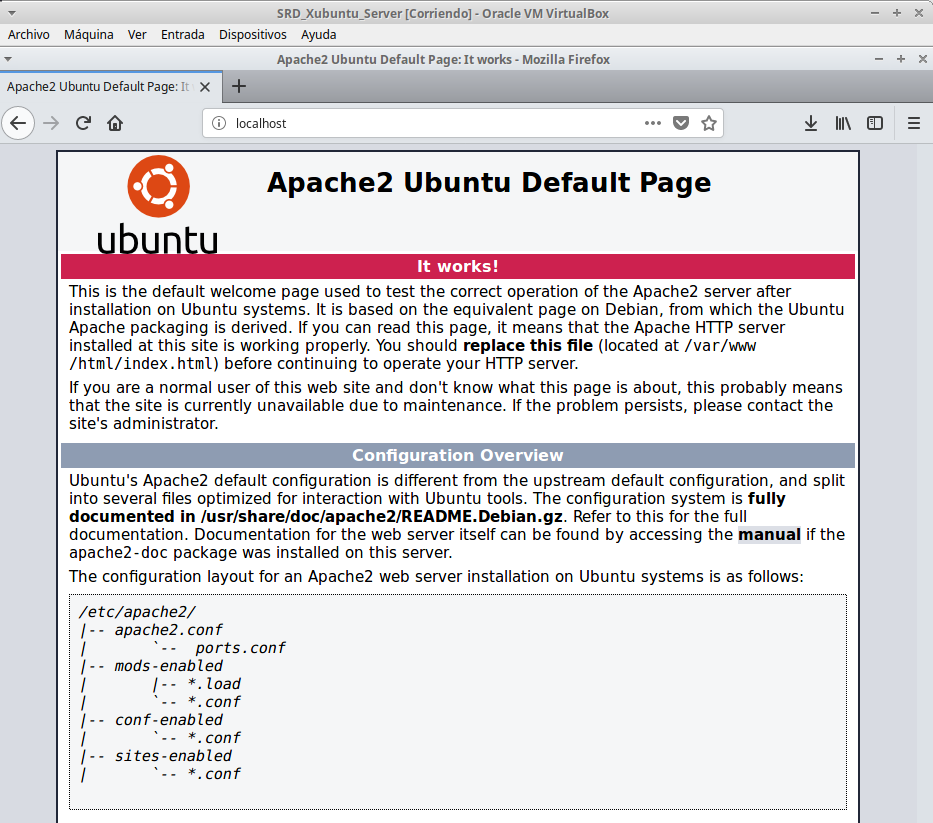 SRD_Xubuntu_Server [Corriendo] - Oracle VM VirtualBox
Archivo Máquina Ver Entrada Dispositivos Ayuda
Apache2 Ubuntu Default Page: It works - Mozilla Firefox
Apache2 Ubuntu Default Page: It
localhost
ubuntu
Apache2 Ubuntu Default Page
It works!
This is the default welcome page used to test the correct operation of the Apache2 server after
installation on Ubuntu systems. It is based on the equivalent page on Debian, from which the Ubuntu
Apache packaging is derived. If you can read this page, it means that the Apache HTTP server
installed at this site is working properly. You should replace this file (located at /var/www
/html/index.html) before continuing to operate your HTTP server.
If you are a normal user of this web site and don't know what this page is about, this probably means
that the site is currently unavailable due to maintenance. If the problem persists, please contact the
site's administrator.
Configuration Overview
Ubuntu's Apache2 default configuration is different from the upstream default configuration, and split
into several files optimized for interaction with Ubuntu tools. The configuration system is fully
documented in /usr/share/doc/apache2/README.Debian.gz. Refer to this for the full
documentation. Documentation for the web server itself can be found by accessing the manual if the
apache2-doc package was installed on this server.
The configuration layout for an Apache2 web server installation on Ubuntu systems is as follows:
/etc/apache2/
|-- apache2.conf
|       `--  ports.conf
|-- mods-enabled
|       |-- *.load
|       `-- *.conf
|-- conf-enabled
|       `-- *.conf
|-- sites-enabled
|       `-- *.conf